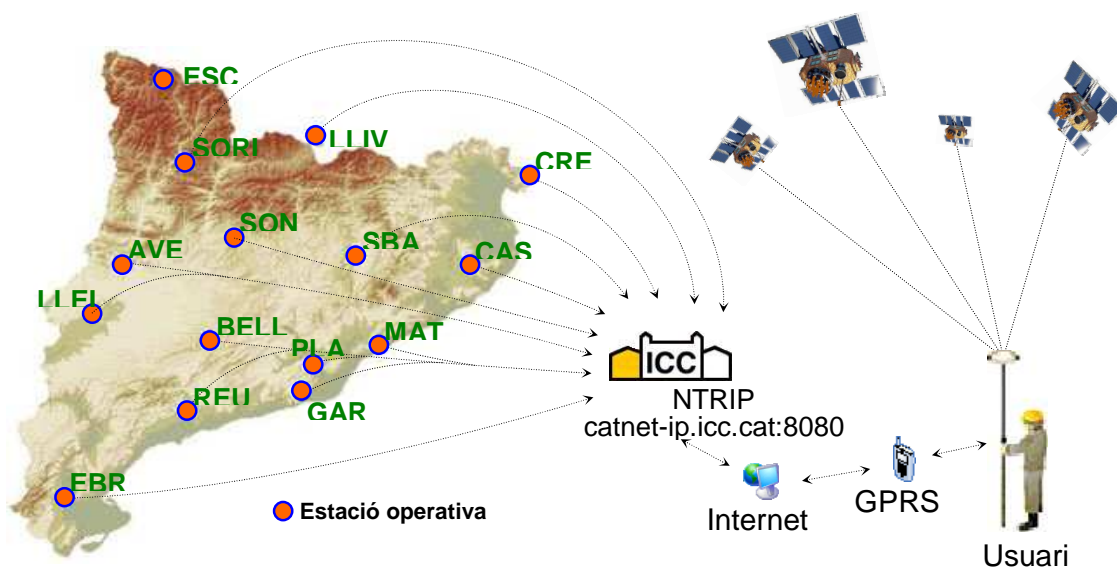 ESC
SORI
LLIV
CRE
SON
AVE
SBA
CAS
LLEI
BELL
PLA
MAT
REU
GAR
EBR
Estació operativa
ICC
NTRIP
catnet-ip.icc.cat:8080
Internet
GPRS
Usuari